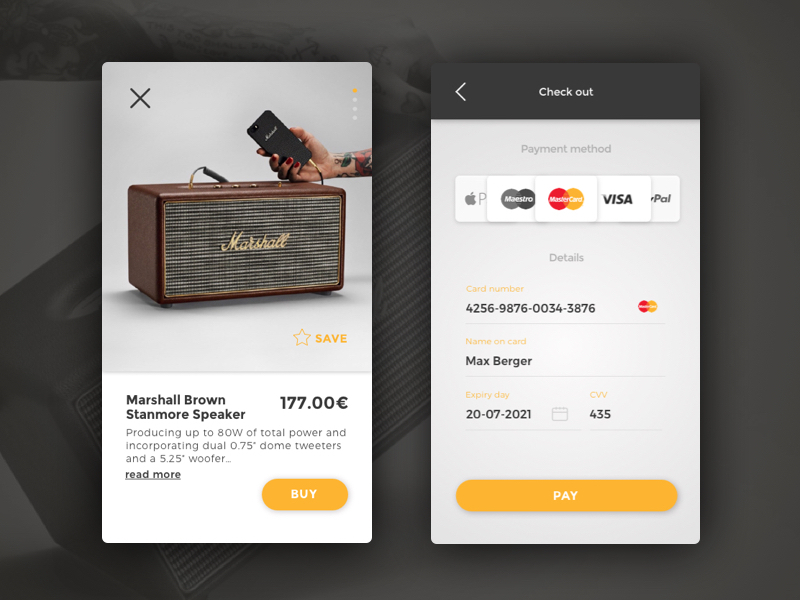 Marshall
Marshall
SAVE
Marshall Brown
Stanmore Speaker
177.00€
Producing up to 80W of total power and
incorporating dual 0.75" dome tweeters
and a 5.25" woofer...
read more
BUY
Check out
Payment method
P Maestro MasterCard VISA yPal
Details
Card number
4256-9876-0034-3876
MasterCard
Name on card
Max Berger
Expiry day
CVV
20-07-2021
435
PAY